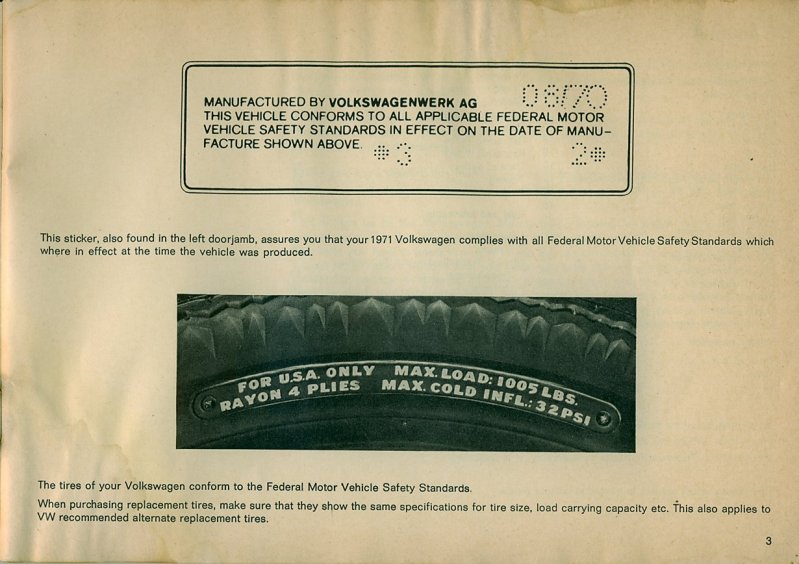 08/70
MANUFACTURED BY VOLKSWAGENWERK AG
THIS VEHICLE CONFORMS TO ALL APPLICABLE FEDERAL MOTOR
VEHICLE SAFETY STANDARDS IN EFFECT ON THE DATE OF MANU–
FACTURE SHOWN ABOVE.
3 2
This sticker, also found in the left doorjamb, assures you that your 1971 Volkswagen complies with all Federal Motor Vehicle Safety Standards which
where in effect at the time the vehicle was produced.
FOR U.S.A. ONLY MAX. LOAD: 1005 LBS.
RAYON 4 PLIES MAX. COLD INFL.: 32 PSI
The tires of your Volkswagen conform to the Federal Motor Vehicle Safety Standards.
When purchasing replacement tires, make sure that they show the same specifications for tire size, load carrying capacity etc. This also applies to
VW recommended alternate replacement tires.
3